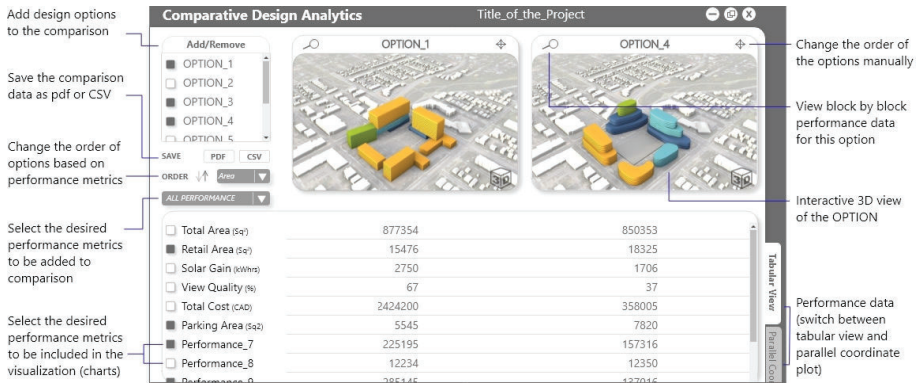 Add design options
to the comparison
Save the comparison
data as pdf or CSV
Change the order of
options based on
performance metrics
Select the desired
performance metrics
to be added to
comparison
Select the desired
performance metrics
to be included in the
visualization (charts)
Comparative Design Analytics
Title_of_the_Project
Add/Remove
OPTION_1
OPTION_2
OPTION_3
OPTION_4
OPTION_5
SAVE PDF CSV
ORDER Area
ALL PERFORMANCE
OPTION_1
3D
OPTION_4
3D
Total Area (Sq²) 877354 850353
Retail Area (Sq²) 15476 18325
Solar Gain (kWhrs) 2750 1706
View Quality (%) 67 37
Total Cost (CAD) 2424200 358005
Parking Area (Sq2) 5545 7820
Performance_7 225195 157316
Performance_8 12234 12350
Performance_9 285145 137916
Tabular View
Parallel Coo
Change the order of
the options manually
View block by block
performance data
for this option
Interactive 3D view
of the OPTION
Performance data
(switch between
tabular view and
parallel coordinate
plot)